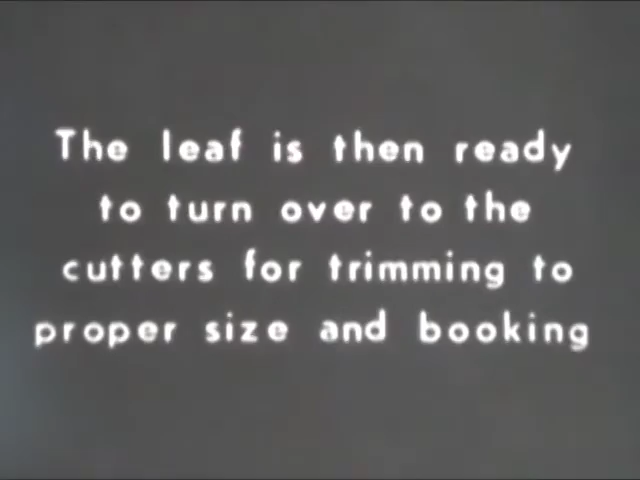 The leaf is then ready
to turn over to the
cutters for trimming to
proper size and booking